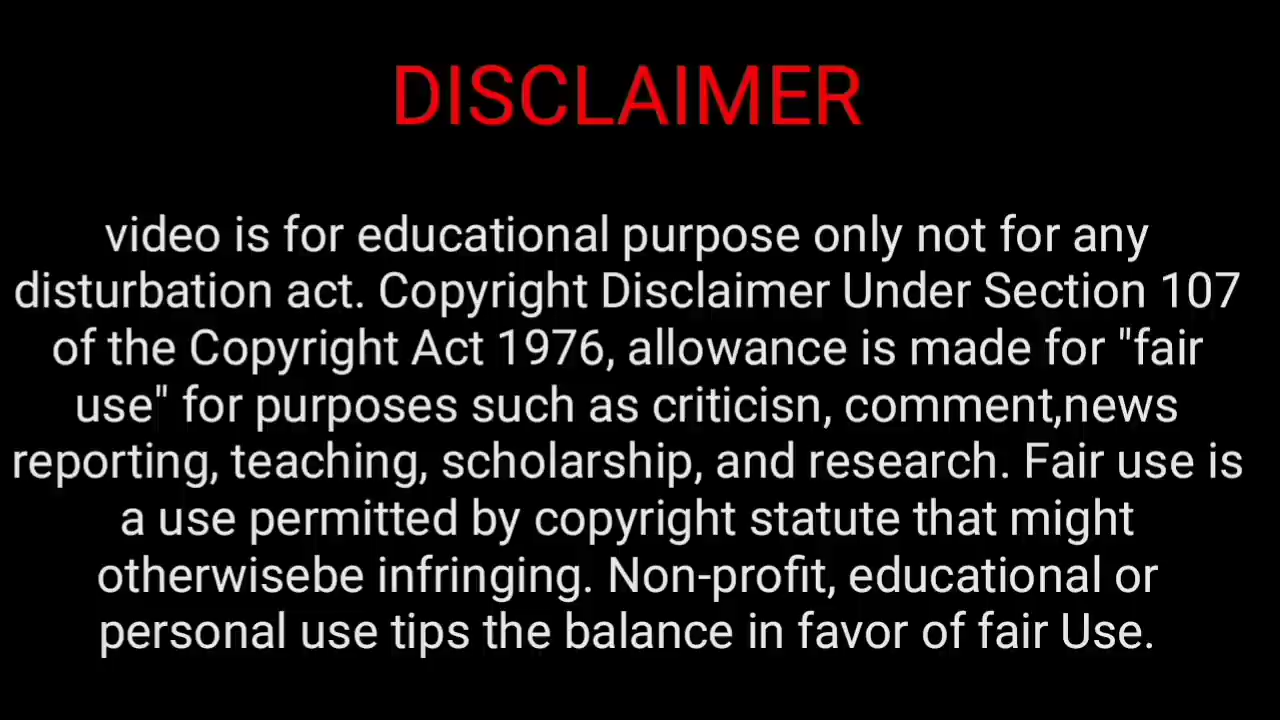 DISCLAIMER
video is for educational purpose only not for any
disturbation act. Copyright Disclaimer Under Section 107
of the Copyright Act 1976, allowance is made for "fair
use" for purposes such as criticisn, comment,news
reporting, teaching, scholarship, and research. Fair use is
a use permitted by copyright statute that might
otherwisebe infringing. Non-profit, educational or
personal use tips the balance in favor of fair Use.